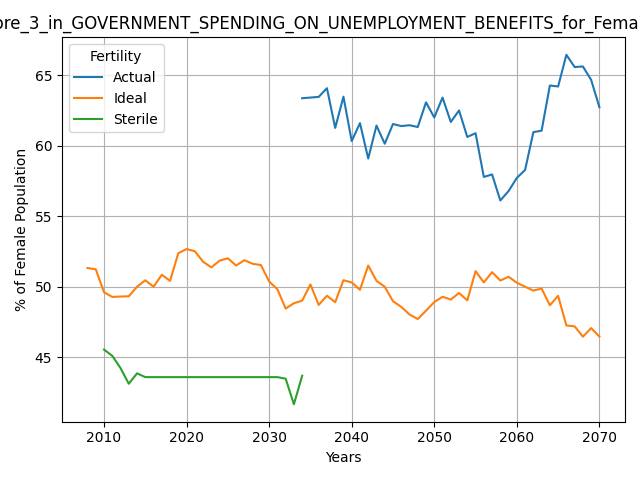 ore_3_in_GOVERNMENT_SPENDING_ON_UNEMPLOYMENT_BENEFITS_for_Fema
Fertility
Actual
Ideal
Sterile
% of Female Population
65
60
55
50
45
2010 2020 2030 2040 2050 2060 2070
Years